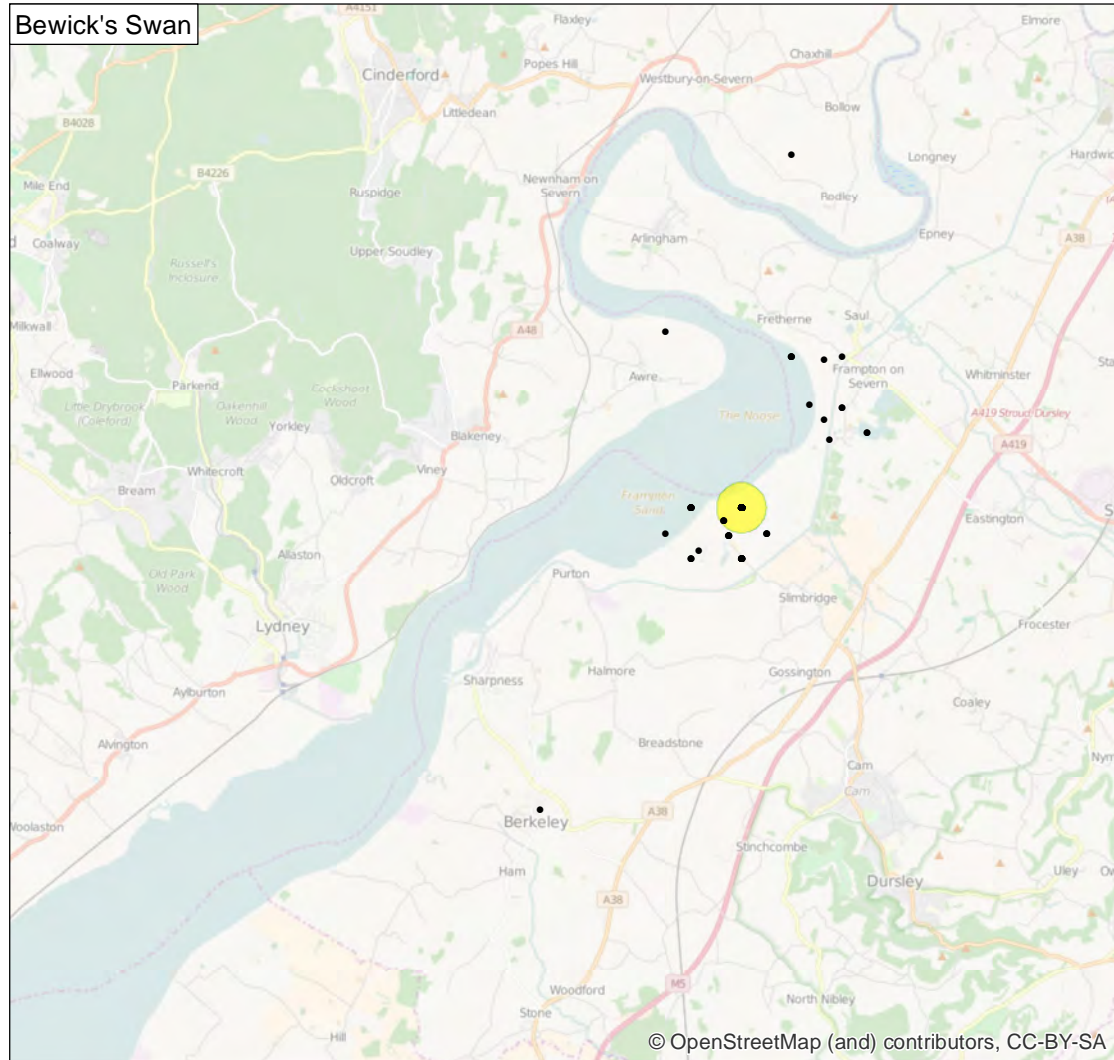 Bewick's Swan
A4151
Flaxley
Elmore
Chaxhill
Popes Hill
Cinderford
Westbury-on-Severn
Littledean
Bollow
B4028
Longney
Hardwic
Mile End
B4226
Newnham on
Severn
Ruspidge
Rodley
Epney
A38
Arlingham
Coalway
Upper Soudley
Russell's
Inclosure
Milkwall
A48
Fretherne
Saul
Ellwood
Parkend
Awre
Frampton on
Severn
Whitminster
Little Drybrook
(Coleford)
Oakenhill
Wood
Cockshoot
Wood
The Noose
A419 Stroud, Dursley
Yorkley
Blakeney
A419
Whitecroft
Viney
Bream
Oldcroft
Frampton
Sand
Eastington
Allaston
Old Park
Wood
Purton
Slimbridge
Lydney
Frocester
Sharpness
Halmore
Gossington
Aylburton
Coaley
Alvington
Breadstone
Cam
Cam
A38
Woolaston
Berkeley
Stinchcombe
Ham
Uley
Dursley
A38
M5
Woodford
North Nibley
Stone
Hill
© OpenStreetMap (and) contributors, CC-BY-SA